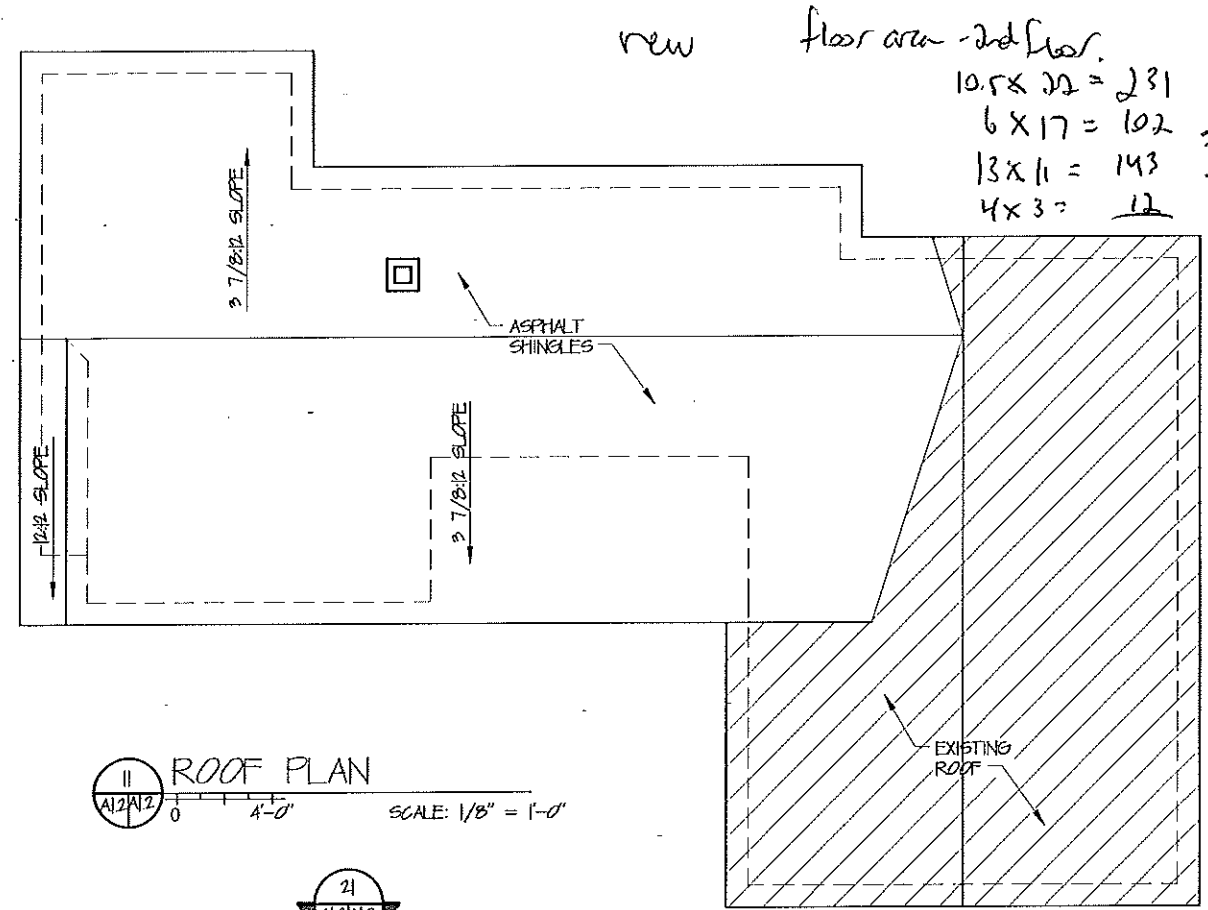 new floor area - 2nd floor.
10.5 x 22 = 231
6 x 17 = 102
13 x 11 = 143
4 x 3 = 12
3 7/8:12 SLOPE
ASPHALT
SHINGLES
3 7/8:12 SLOPE
12:12 SLOPE
EXISTING
ROOF
11
A1.2 A1.2
ROOF PLAN
0 4'-0"
SCALE: 1/8" = 1'-0"
21